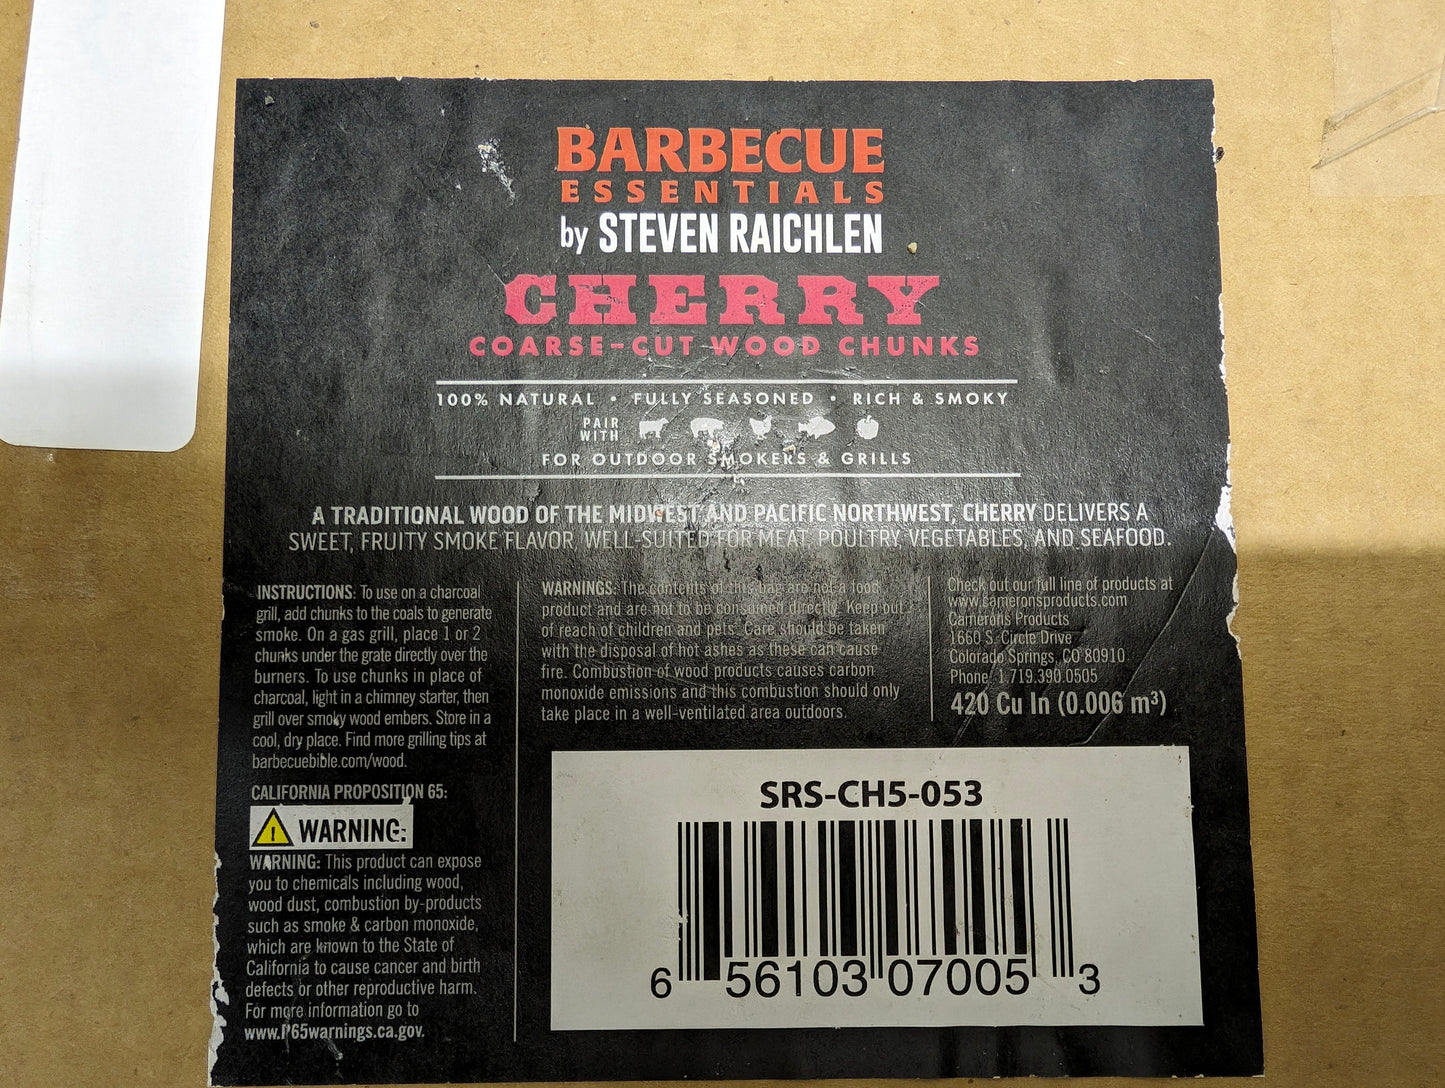 BARBECUE
ESSENTIALS
by STEVEN RAICHLEN
CHERRY
COARSE-CUT WOOD CHUNKS
100% NATURAL • FULLY SEASONED • RICH & SMOKY
PAIR
WITH
FOR OUTDOOR SMOKERS & GRILLS
A TRADITIONAL WOOD OF THE MIDWEST AND PACIFIC NORTHWEST, CHERRY DELIVERS A
SWEET, FRUITY SMOKE FLAVOR, WELL-SUITED FOR MEAT, POULTRY, VEGETABLES, AND SEAFOOD.
INSTRUCTIONS: To use on a charcoal
grill, add chunks to the coals to generate
smoke. On a gas grill, place 1 or 2
chunks under the grate directly over the
burners. To use chunks in place of
charcoal, light in a chimney starter, then
grill over smoky wood embers. Store in a
cool, dry place. Find more grilling tips at
barbecuebible.com/wood.
CALIFORNIA PROPOSITION 65:
WARNING:
WARNING: This product can expose
you to chemicals including wood,
wood dust, combustion by-products
such as smoke & carbon monoxide,
which are known to the State of
California to cause cancer and birth
defects or other reproductive harm.
For more information go to
www.P65warnings.ca.gov.
WARNINGS: The contents of this bag are not a food
product and are not to be consumed directly. Keep out
of reach of children and pets. Care should be taken
with the disposal of hot ashes as these can cause
fire. Combustion of wood products causes carbon
monoxide emissions and this combustion should only
take place in a well-ventilated area outdoors.
Check out our full line of products at
www.cameronsproducts.com
Camerons Products
1660 S. Circle Drive
Colorado Springs, CO 80910
Phone: 1.719.390.0505
420 Cu In (0.006 m³)
SRS-CH5-053
6 56103 07005 3